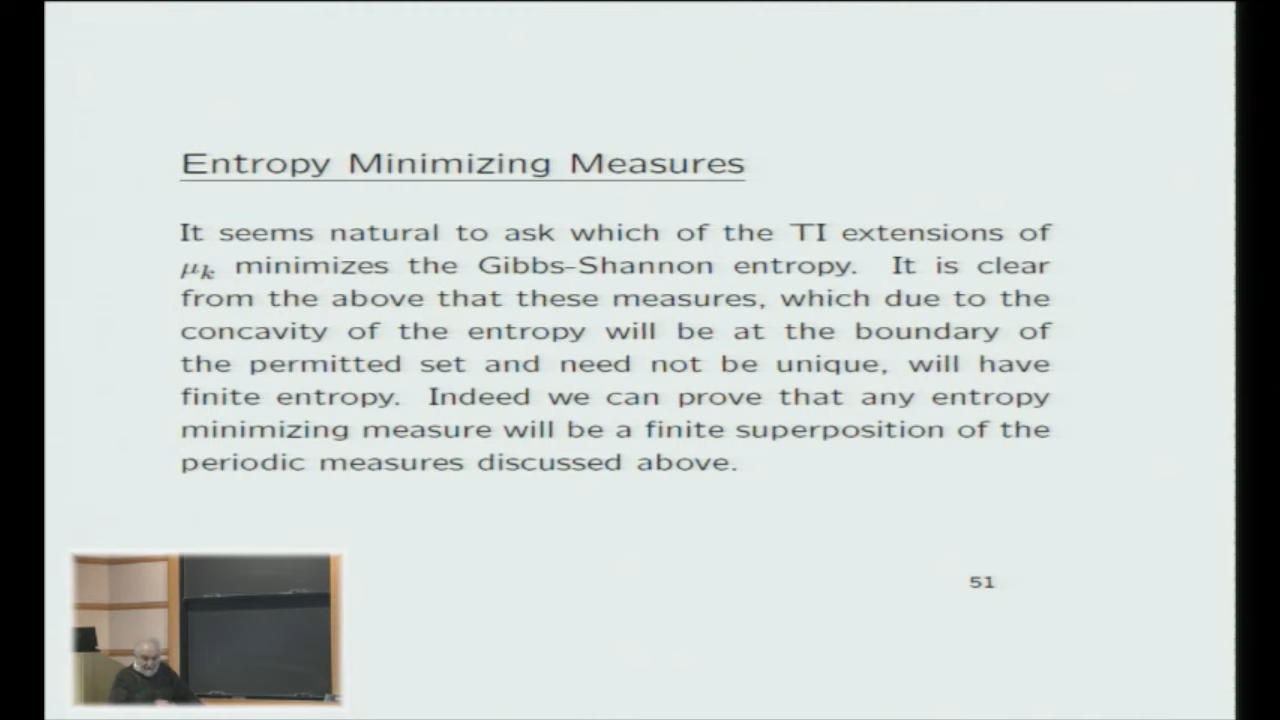 Entropy Minimizing Measures
It seems natural to ask which of the TI extensions of
μₖ minimizes the Gibbs-Shannon entropy. It is clear
from the above that these measures, which due to the
concavity of the entropy will be at the boundary of
the permitted set and need not be unique, will have
finite entropy. Indeed we can prove that any entropy
minimizing measure will be a finite superposition of the
periodic measures discussed above.
51